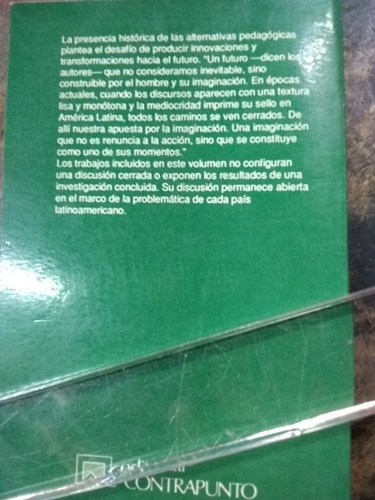 La presencia histórica de las alternativas pedagógicas
plantea el desafío de producir innovaciones y
transformaciones hacia el futuro. "Un futuro —dicen los
autores— que no consideramos inevitable, sino
construible por el hombre y su imaginación. En épocas
actuales, cuando los discursos aparecen con una textura
lisa y monótona y la mediocridad imprime su sello en
América Latina, todos los caminos se ven cerrados. De
allí nuestra apuesta por la imaginación. Una imaginación
que no es renuncia a la acción, sino que se constituye
como uno de sus momentos."
Los trabajos incluidos en este volumen no configuran
una discusión cerrada o exponen los resultados de una
investigación concluida. Su discusión permanece abierta
en el marco de la problemática de cada país
latinoamericano.
CONTRAPUNTO